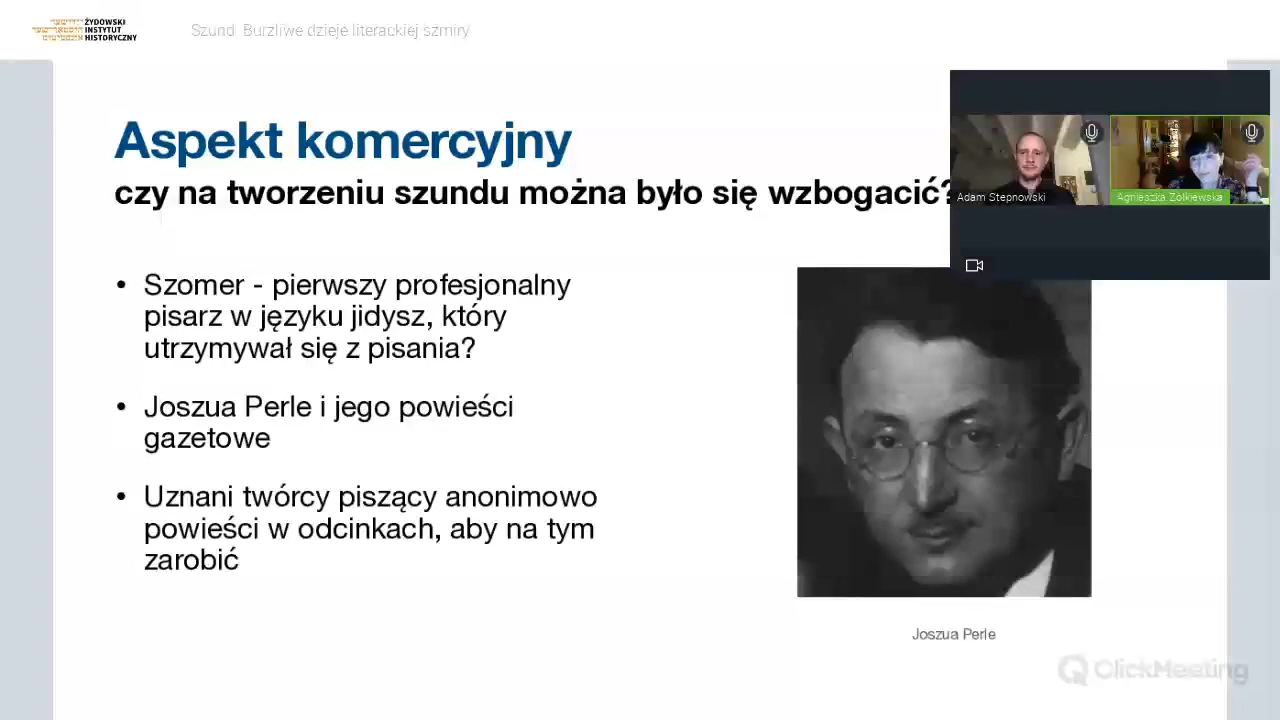 ŻYDOWSKI
INSTYTUT
HISTORYCZNY
Szund Burzliwe dzieje literackiej szmiry
Aspekt komercyjny
czy na tworzeniu szundu można było się wzbogacić?
Adam Stepnowski
Agnieszka Żółkiewska
• Szomer - pierwszy profesjonalny
pisarz w języku jidysz, który
utrzymywał się z pisania?
• Joszua Perle i jego powieści
gazetowe
• Uznani twórcy piszący anonimowo
powieści w odcinkach, aby na tym
zarobić
Joszua Perle
ClickMeeting